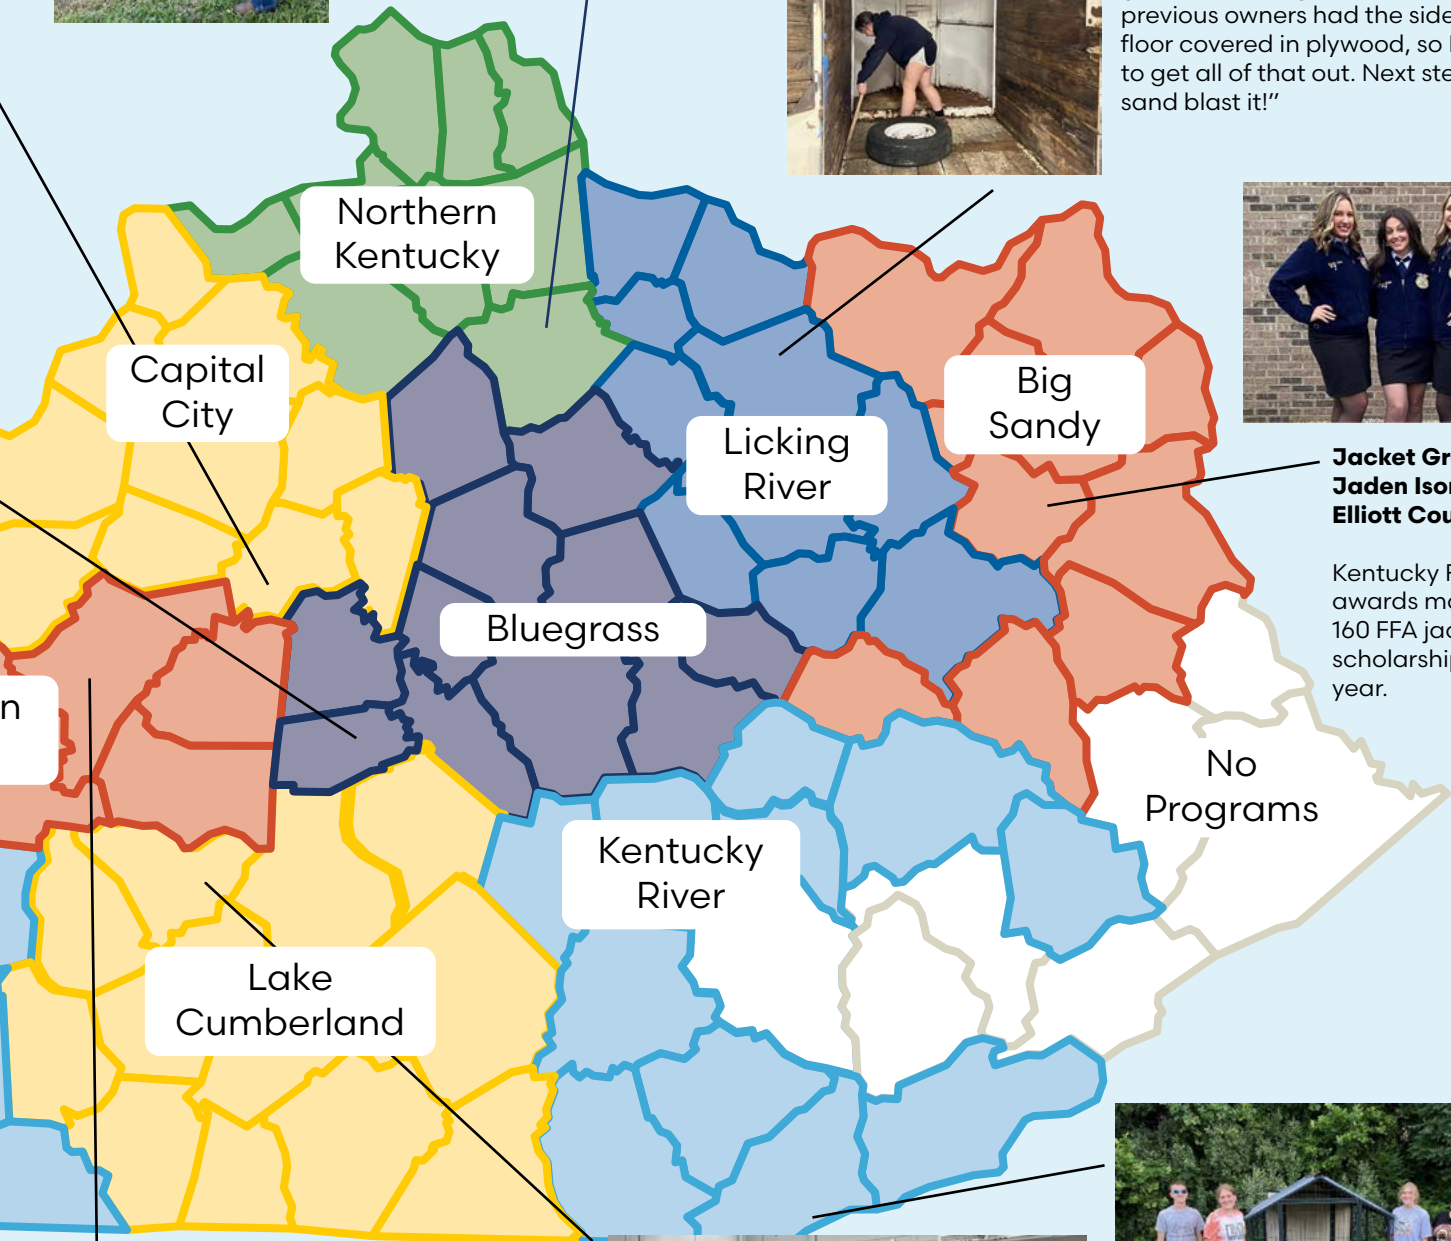 previous owners had the side
floor covered in plywood, so
to get all of that out. Next ste
sand blast it!”
Northern
Kentucky
Capital
City
Big
Sandy
Licking
River
Jacket Gr
Jaden Iso
Elliott Cou
Kentucky F
awards mo
160 FFA jac
scholarship
year.
Bluegrass
n
No
Programs
Kentucky
River
Lake
Cumberland